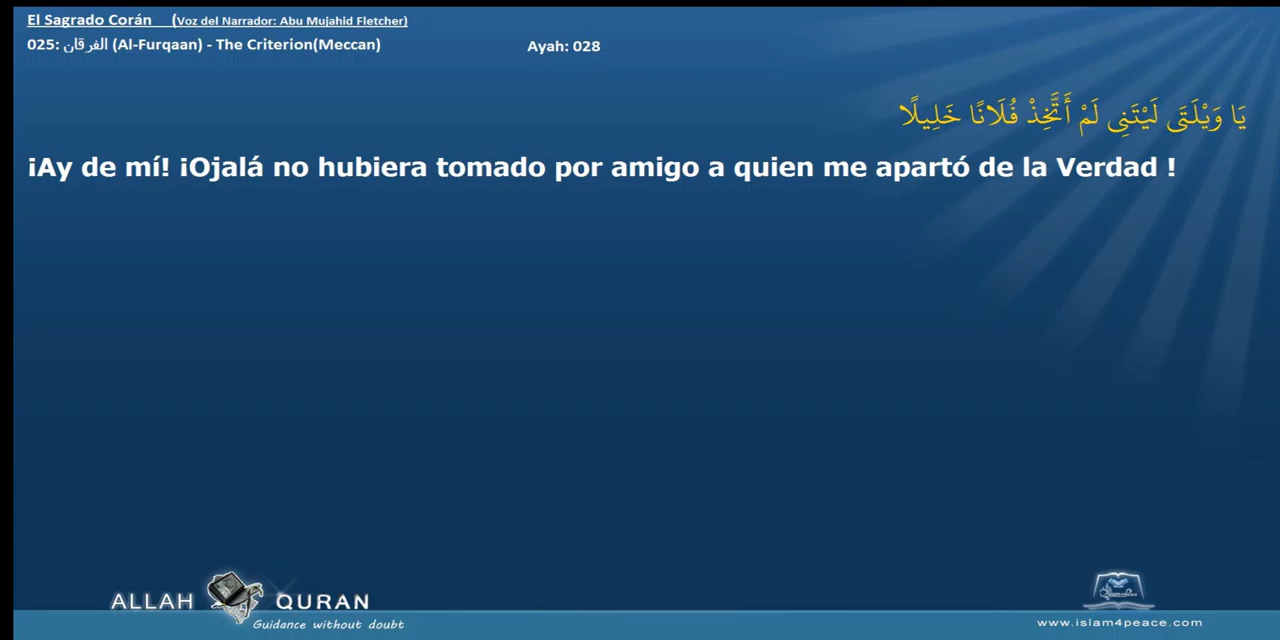 El Sagrado Corán (Voz del Narrador: Abu Mujahid Fletcher)
025: الفرقان (Al-Furqaan) - The Criterion(Meccan) Ayah: 028
يَا وَيْلَتَى لَيْتَنِى لَمْ أَتَّخِذْ فُلَانًا خَلِيلًا
¡Ay de mí! ¡Ojalá no hubiera tomado por amigo a quien me apartó de la Verdad !
ALLAH QURAN
Guidance without doubt
www.islam4peace.com